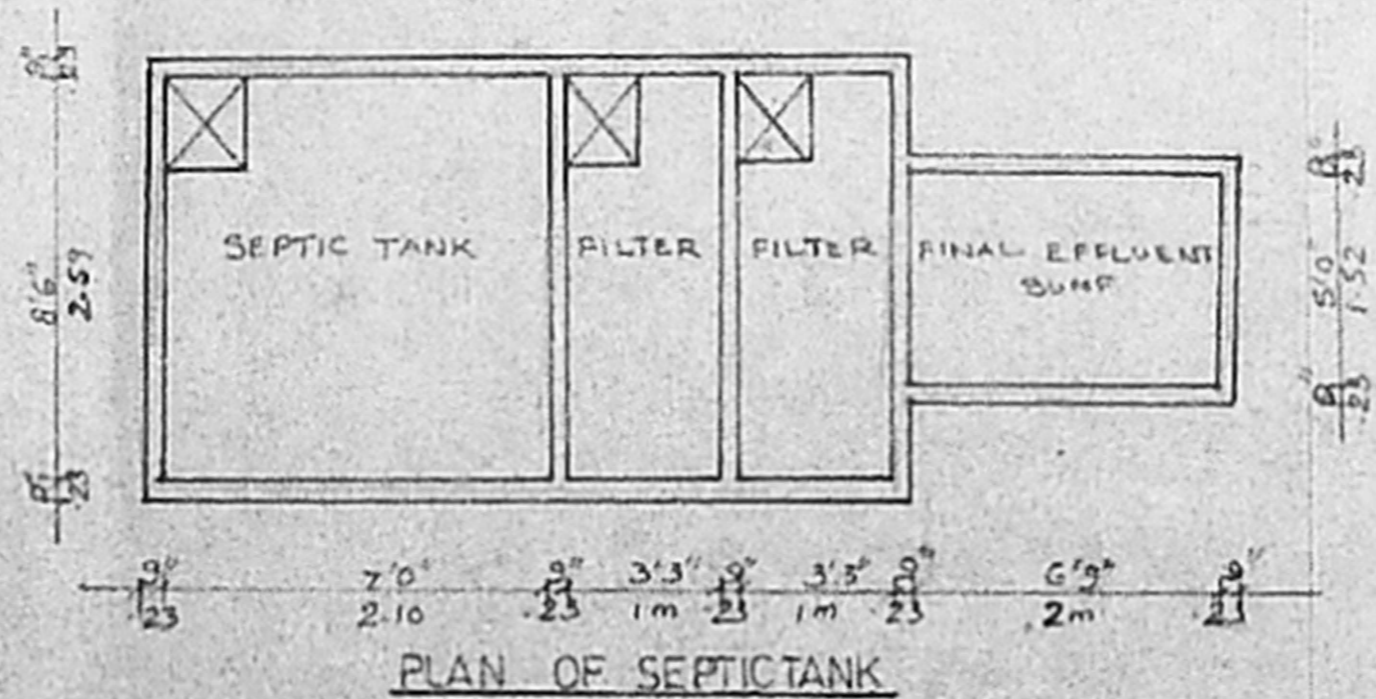 SEPTIC TANK
FILTER
FILTER
FINAL EFFLUENT
SUMP
9"
.23
8'6"
2.59
9"
.23
9"
.23
5'0"
1.52
9"
.23
9" 7'0" 9" 3'3" 9" 3'3" 9" 6'9" 9"
.23 2.10 .23 1m .23 1m .23 2m .23
PLAN OF SEPTICTANK